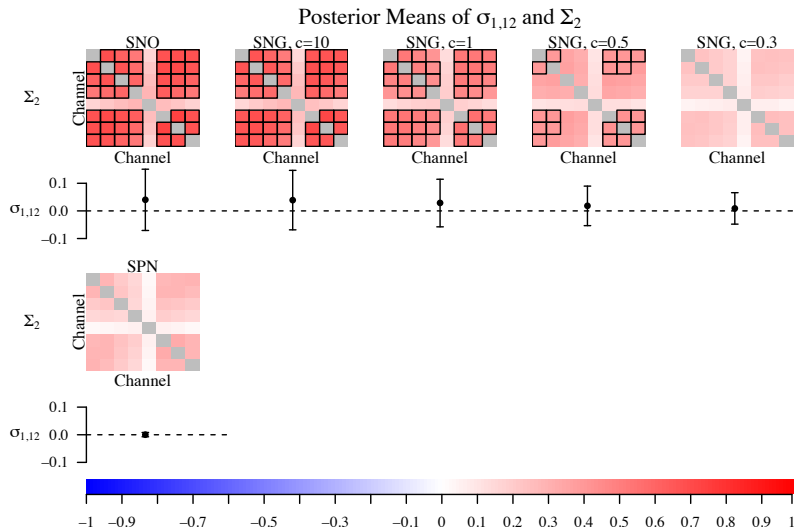 Posterior Means of σ1,12 and Σ2
SNO SNG, c=10 SNG, c=1 SNG, c=0.5 SNG, c=0.3
Σ2
Channel
Channel Channel Channel Channel Channel
σ1,12
0.1
0.0
−0.1
SPN
Σ2
Channel
Channel
σ1,12
0.1
0.0
−0.1
−1 −0.9 −0.7 −0.5 −0.3 −0.1 0 0.1 0.2 0.3 0.4 0.5 0.6 0.7 0.8 0.9 1